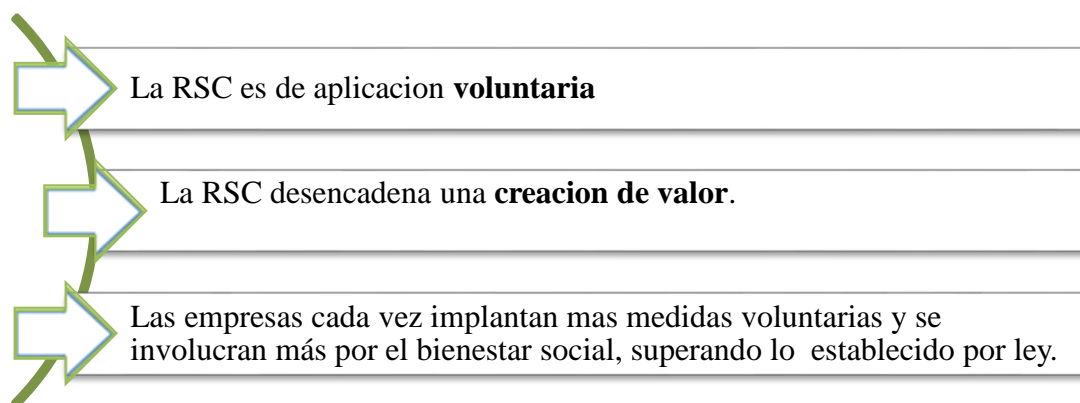 La RSC es de aplicacion voluntaria
La RSC desencadena una creacion de valor.
Las empresas cada vez implantan mas medidas voluntarias y se
involucran más por el bienestar social, superando lo establecido por ley.